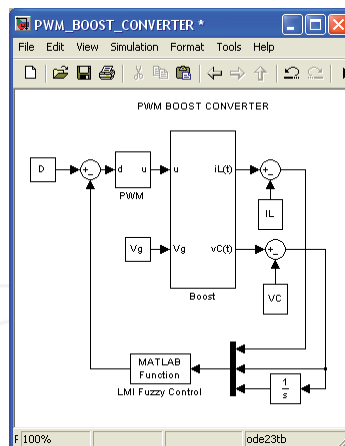 PWM_BOOST_CONVERTER *
File Edit View Simulation Format Tools Help
PWM BOOST CONVERTER
D
+
-
d u
PWM
u
iL(t)
Vg
Vg
vC(t)
Boost
+
-
IL
+
-
VC
MATLAB
Function
LMI Fuzzy Control
1
s
100%
ode23tb